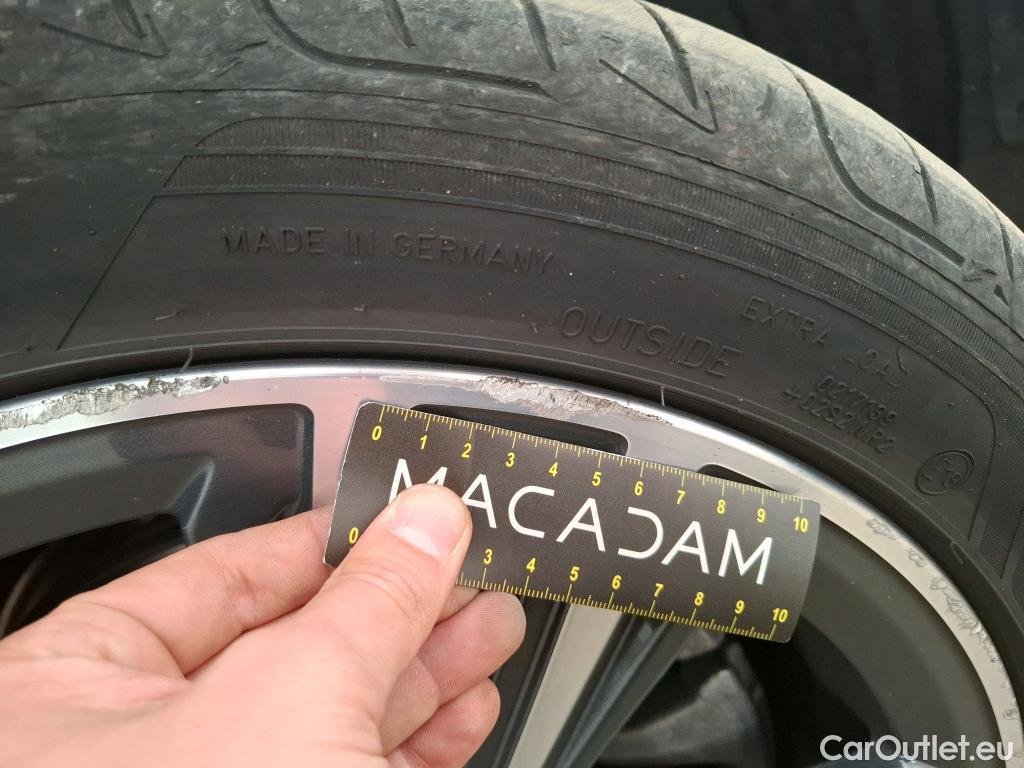 MADE IN GERMANY
OUTSIDE
EXTRA LOAD
0 1 2 3 4 5 6 7 8 9 10
MACADAM
0 3 4 5 6 7 8 9 10
CarOutlet.eu